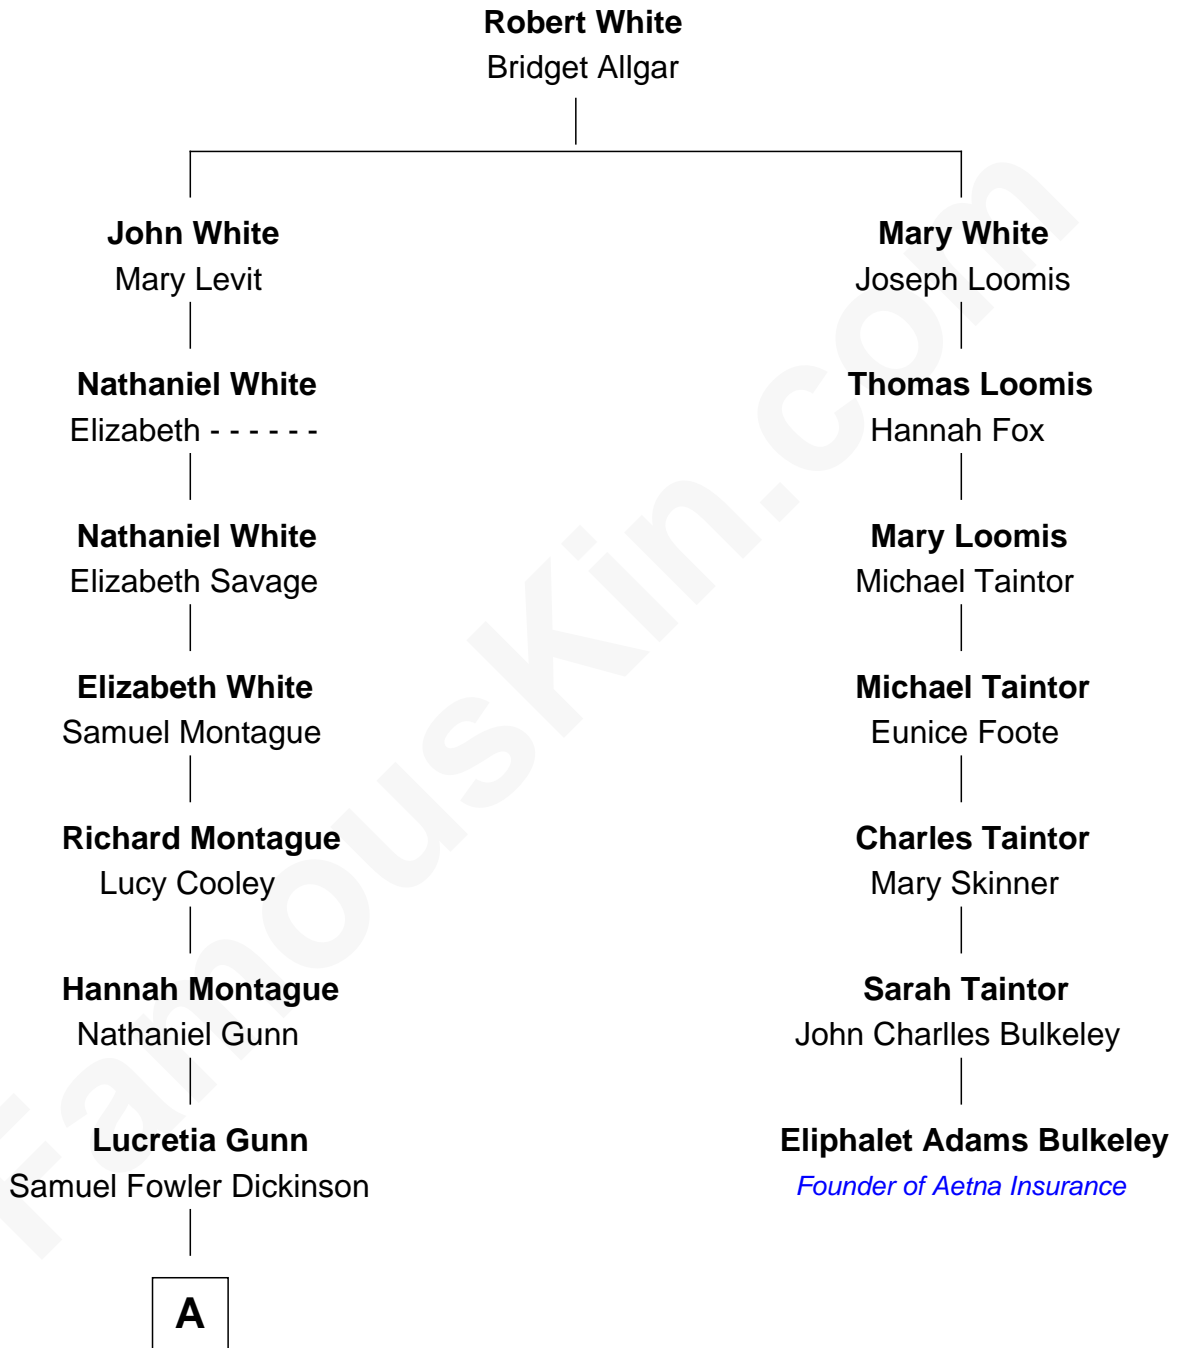 Robert White
Bridget Allgar
John White
Mary Levit
Mary White
Joseph Loomis
Nathaniel White
Elizabeth - - - - - -
Thomas Loomis
Hannah Fox
Nathaniel White
Elizabeth Savage
Mary Loomis
Michael Taintor
Elizabeth White
Samuel Montague
Michael Taintor
Eunice Foote
Richard Montague
Lucy Cooley
Charles Taintor
Mary Skinner
Hannah Montague
Nathaniel Gunn
Sarah Taintor
John Charlles Bulkeley
Lucretia Gunn
Samuel Fowler Dickinson
Eliphalet Adams Bulkeley
Founder of Aetna Insurance
A
FamousKin.com